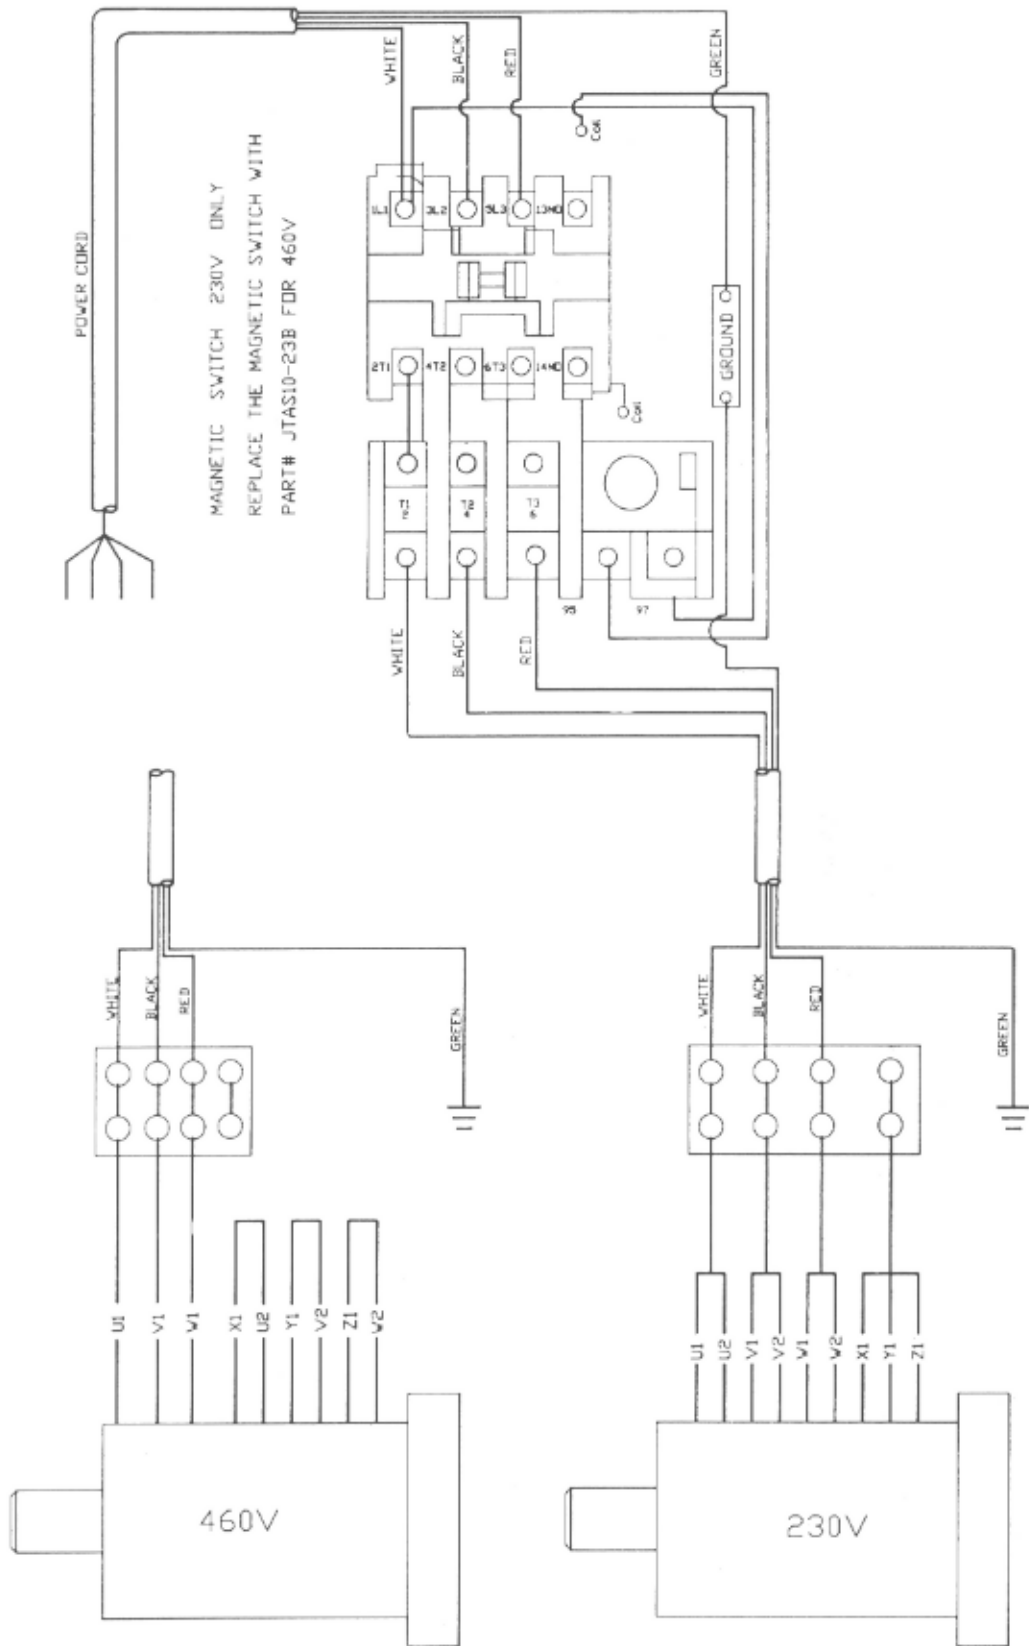 WHITE
BLACK
RED
GREEN
POWER CORD
MAGNETIC SWITCH 230V ONLY
REPLACE THE MAGNETIC SWITCH WITH
PART# JTAS10-23B FOR 460V
Coil
1L1
3L2
5L3
13NO
2T1
4T2
6T3
14NO
Coil
GROUND
T1
T2
T3
95
97
WHITE
BLACK
RED
WHITE
BLACK
RED
GREEN
U1
V1
W1
X1
U2
Y1
V2
Z1
W2
460V
WHITE
BLACK
RED
GREEN
U1
U2
V1
V2
W1
W2
X1
Y1
Z1
230V